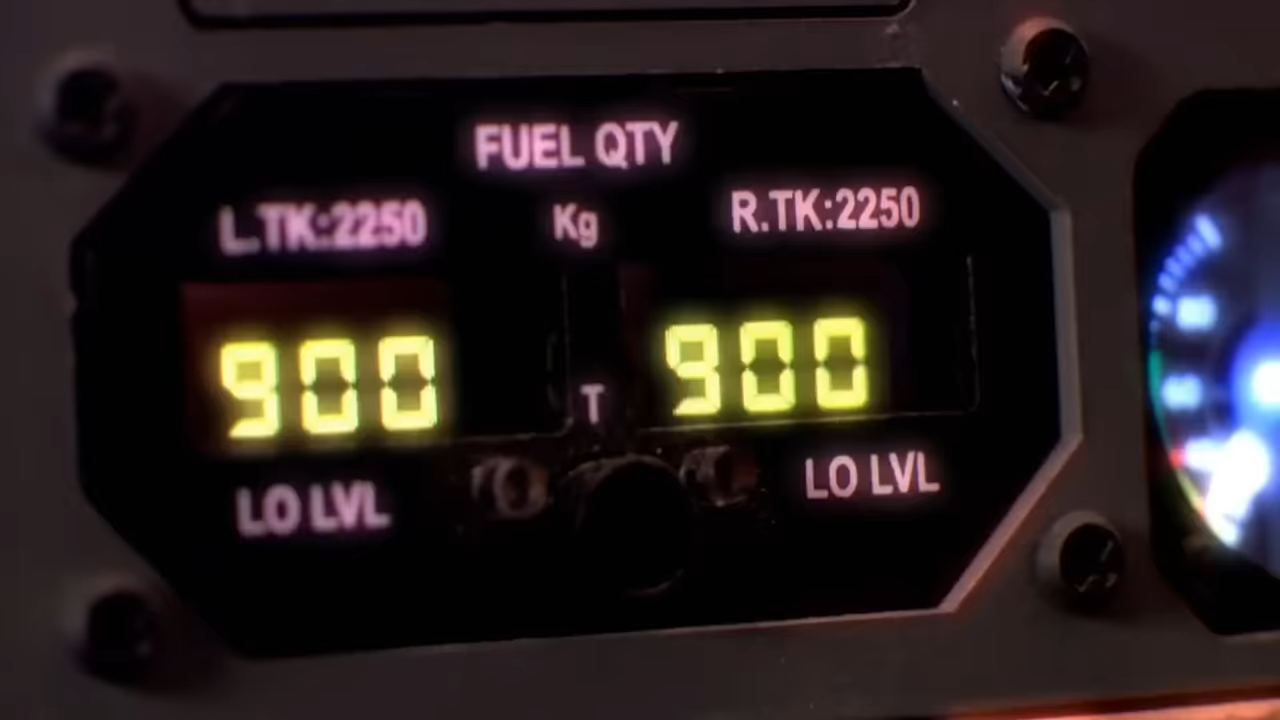 FUEL QTY
L.TK:2250 Kg R.TK:2250
900 T 900
LO LVL LO LVL